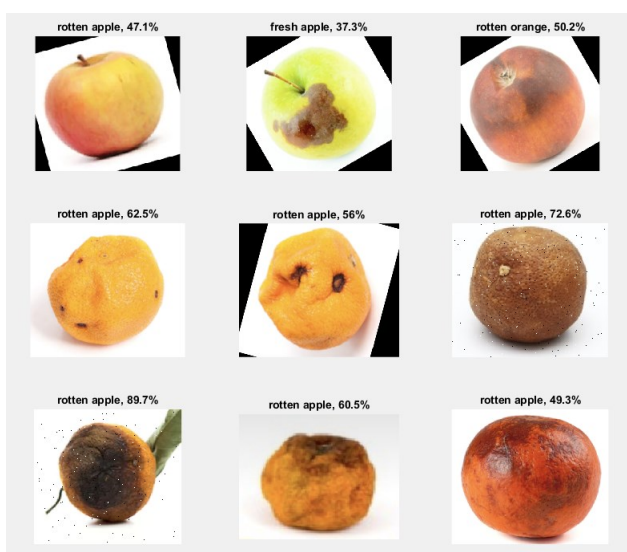 rotten apple, 47.1%
fresh apple, 37.3%
rotten orange, 50.2%
rotten apple, 62.5%
rotten apple, 56%
rotten apple, 72.6%
rotten apple, 89.7%
rotten apple, 60.5%
rotten apple, 49.3%